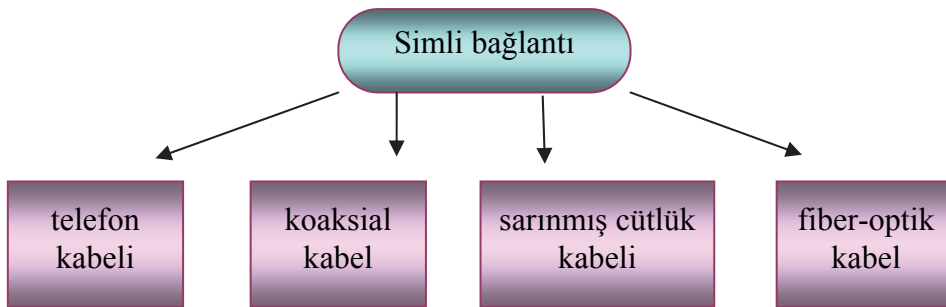 Simli bağlantı
telefon
kabeli
koaksial
kabel
sarınmış cütlük
kabeli
fiber-optik
kabel